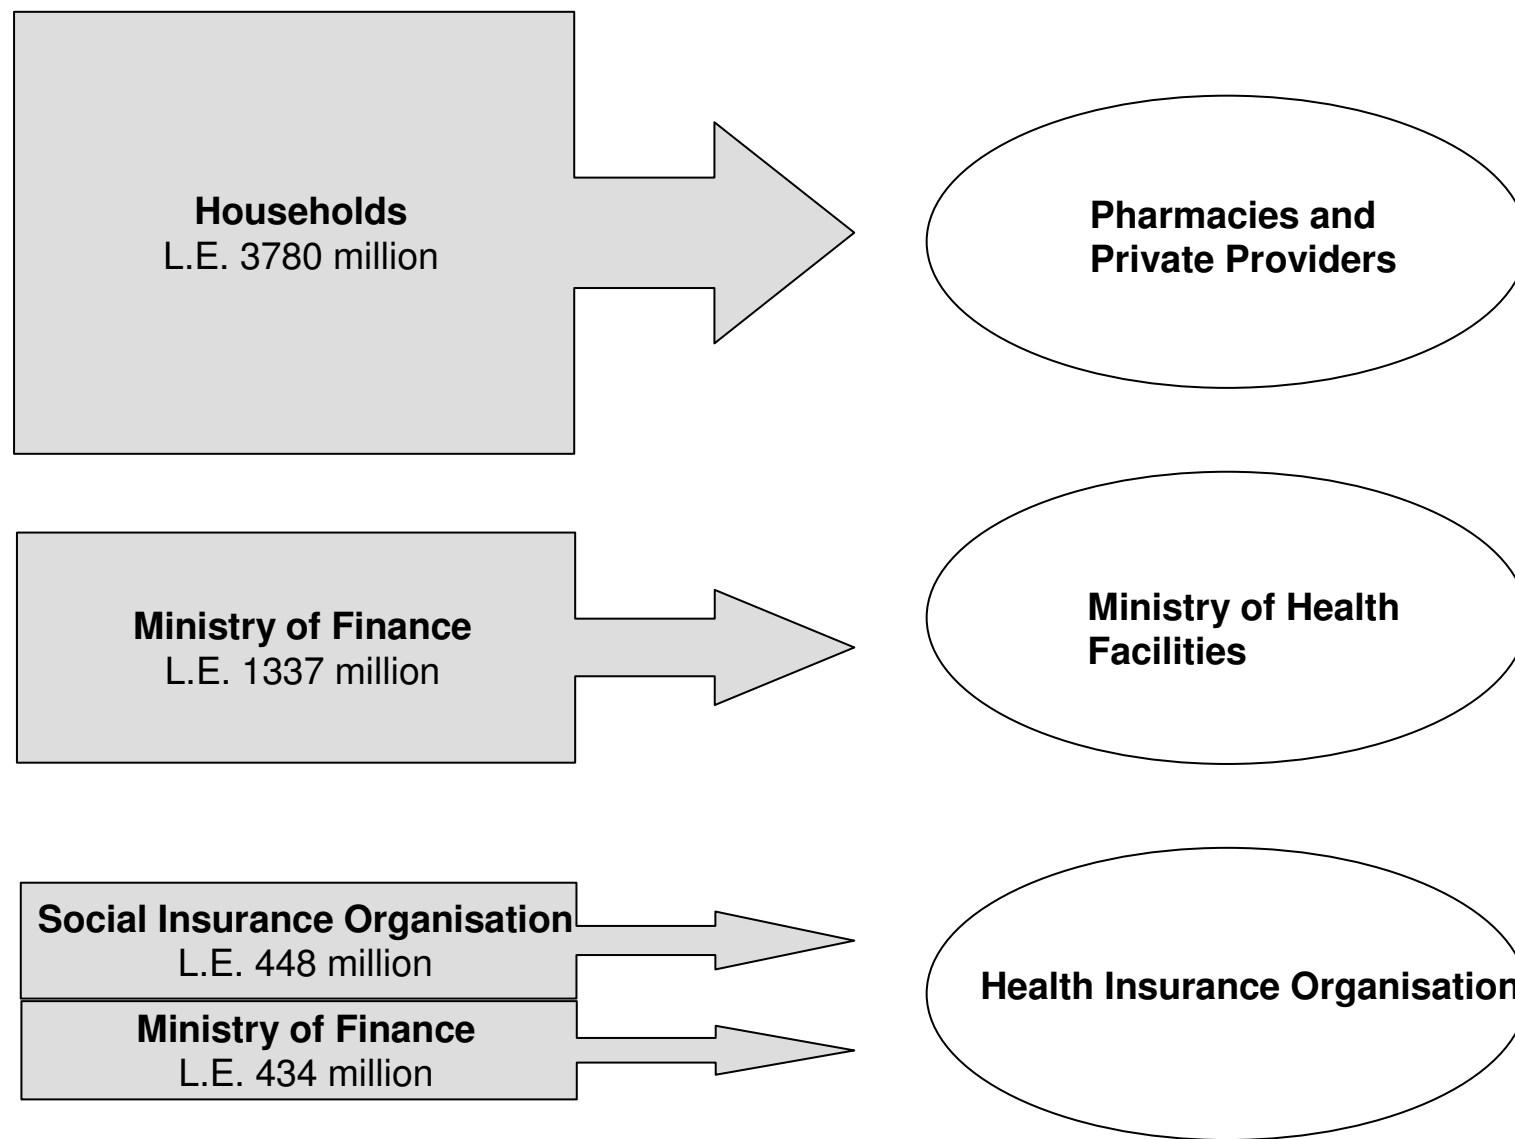 Households
L.E. 3780 million
Pharmacies and
Private Providers
Ministry of Finance
L.E. 1337 million
Ministry of Health
Facilities
Social Insurance Organisation
L.E. 448 million
Ministry of Finance
L.E. 434 million
Health Insurance Organisation